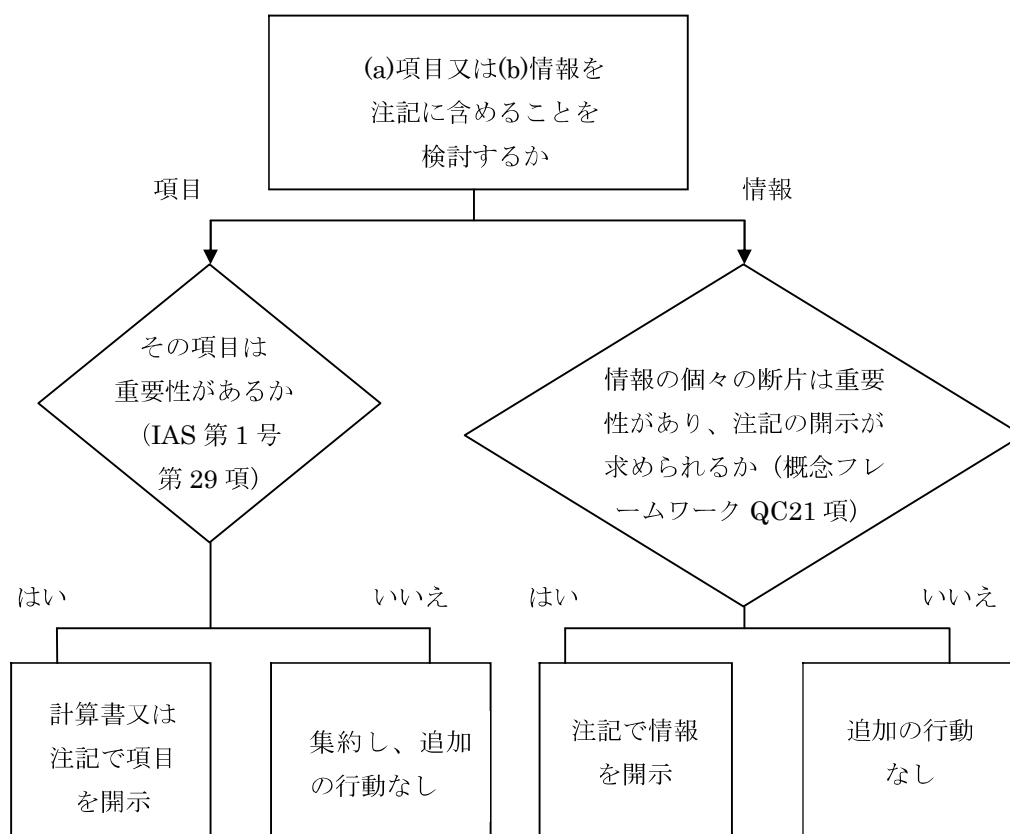 (a)項目又は(b)情報を
注記に含めることを
検討するか
項目
情報
その項目は
重要性があるか
（IAS 第 1 号
第 29 項）
情報の個々の断片は重要
性があり、注記の開示が
求められるか（概念フレ
ームワーク QC21 項）
はい
いいえ
はい
いいえ
計算書又は
注記で項目
を開示
集約し、追加
の行動なし
注記で情報
を開示
追加の行動
なし